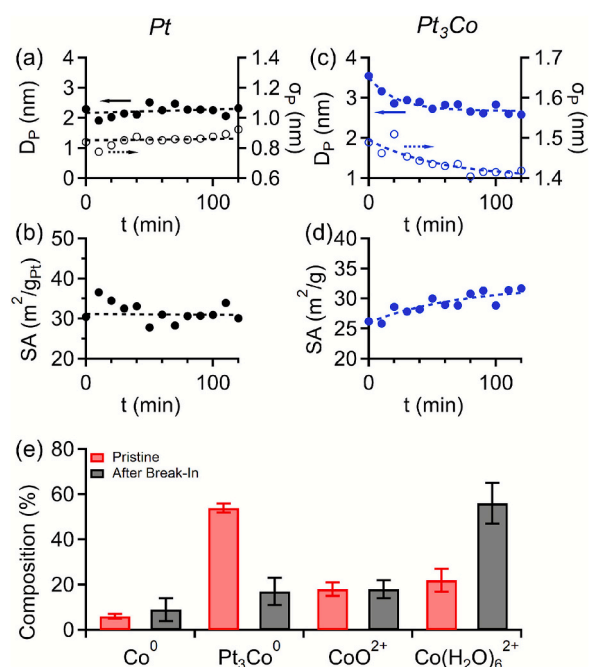 Pt
Pt3Co
(a)
4
3
2
1
0
DP (nm)
1.4
1.2
1.0
0.8
0.6
σP (nm)
0
100
t (min)
(c)
4
3
2
1
DP (nm)
1.7
1.6
1.5
1.4
σP (nm)
0
100
t (min)
(b)
50
40
30
20
SA (m2/gPt)
0
100
t (min)
(d)
40
35
30
25
20
SA (m2/g)
0
100
t (min)
(e)
80
60
40
20
0
Composition (%)
Pristine
After Break-In
Co0
Pt3Co0
CoO2+
Co(H2O)62+